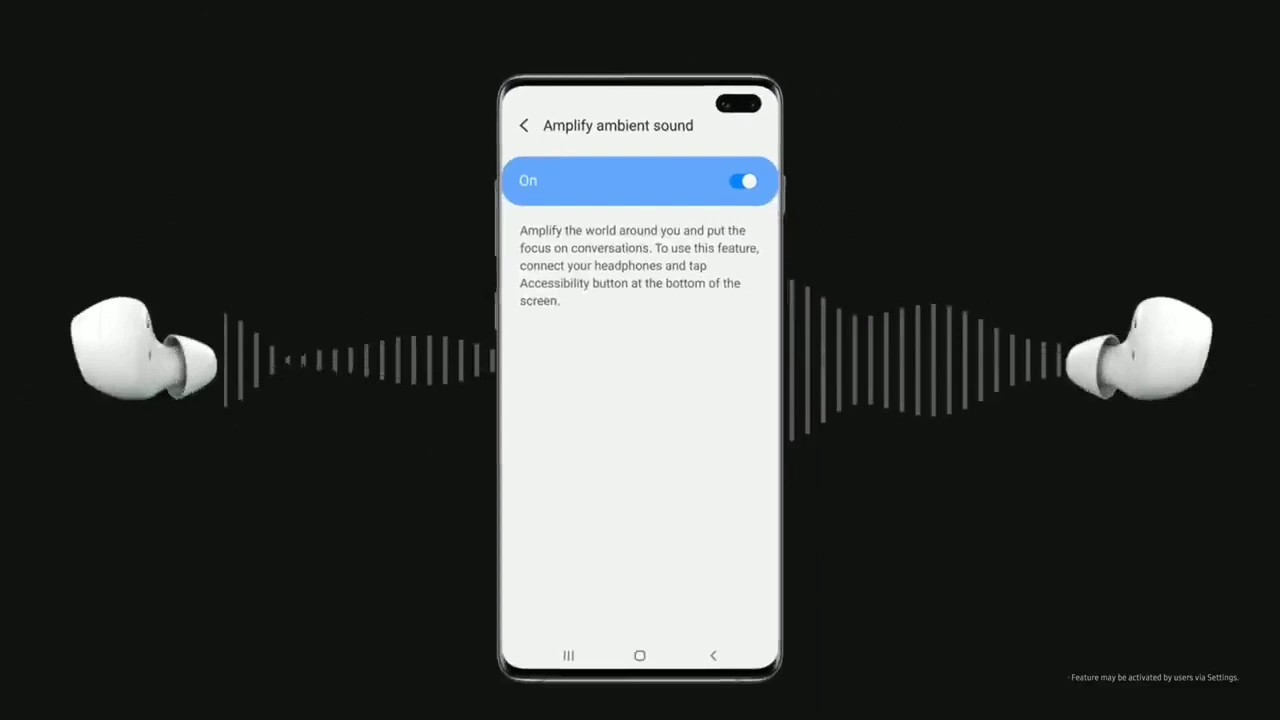 Amplify ambient sound
On
Amplify the world around you and put the
focus on conversations. To use this feature,
connect your headphones and tap
Accessibility button at the bottom of the
screen.
· Feature may be activated by users via Settings.